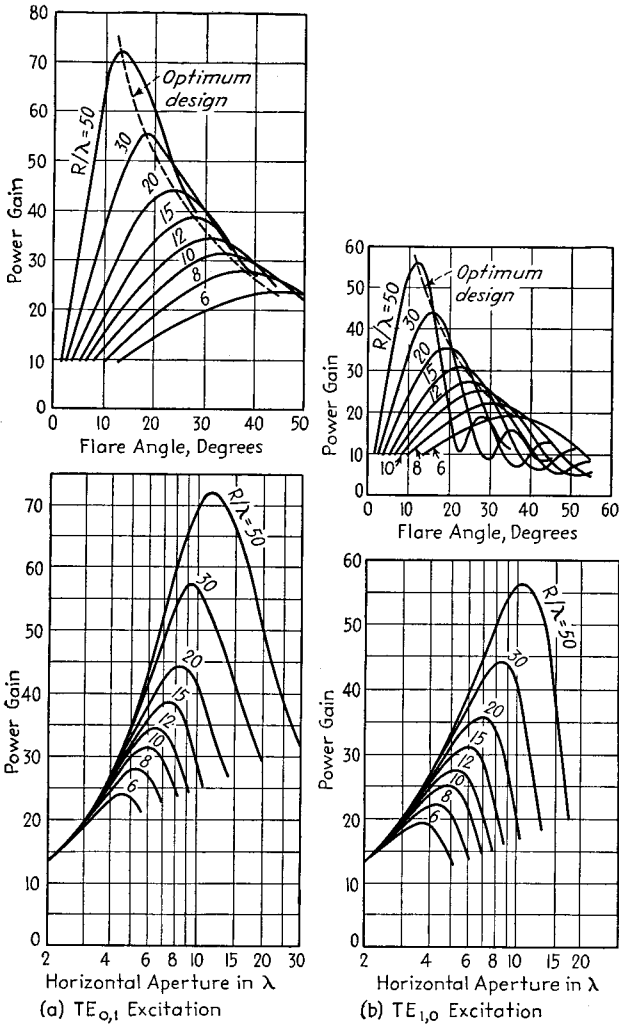 80
70
60
50
40
30
20
10
0
Power Gain
R/λ=50
30
20
15
12
10
8
6
Optimum
design
0 10 20 30 40 50
Flare Angle, Degrees
60
50
40
30
20
10
0
Power Gain
R/λ=50
30
20
15
12
10 8 6
Optimum
design
0 10 20 30 40 50 60
Flare Angle, Degrees
70
60
50
40
30
20
10
0
Power Gain
R/λ=50
30
20
15
12
10
8
6
2 4 6 8 10 15 20 30
Horizontal Aperture in λ
(a) TE0,1 Excitation
60
50
40
30
20
10
0
Power Gain
R/λ=50
30
20
15
12
10
8
6
2 4 6 8 10 15 20
Horizontal Aperture in λ
(b) TE1,0 Excitation